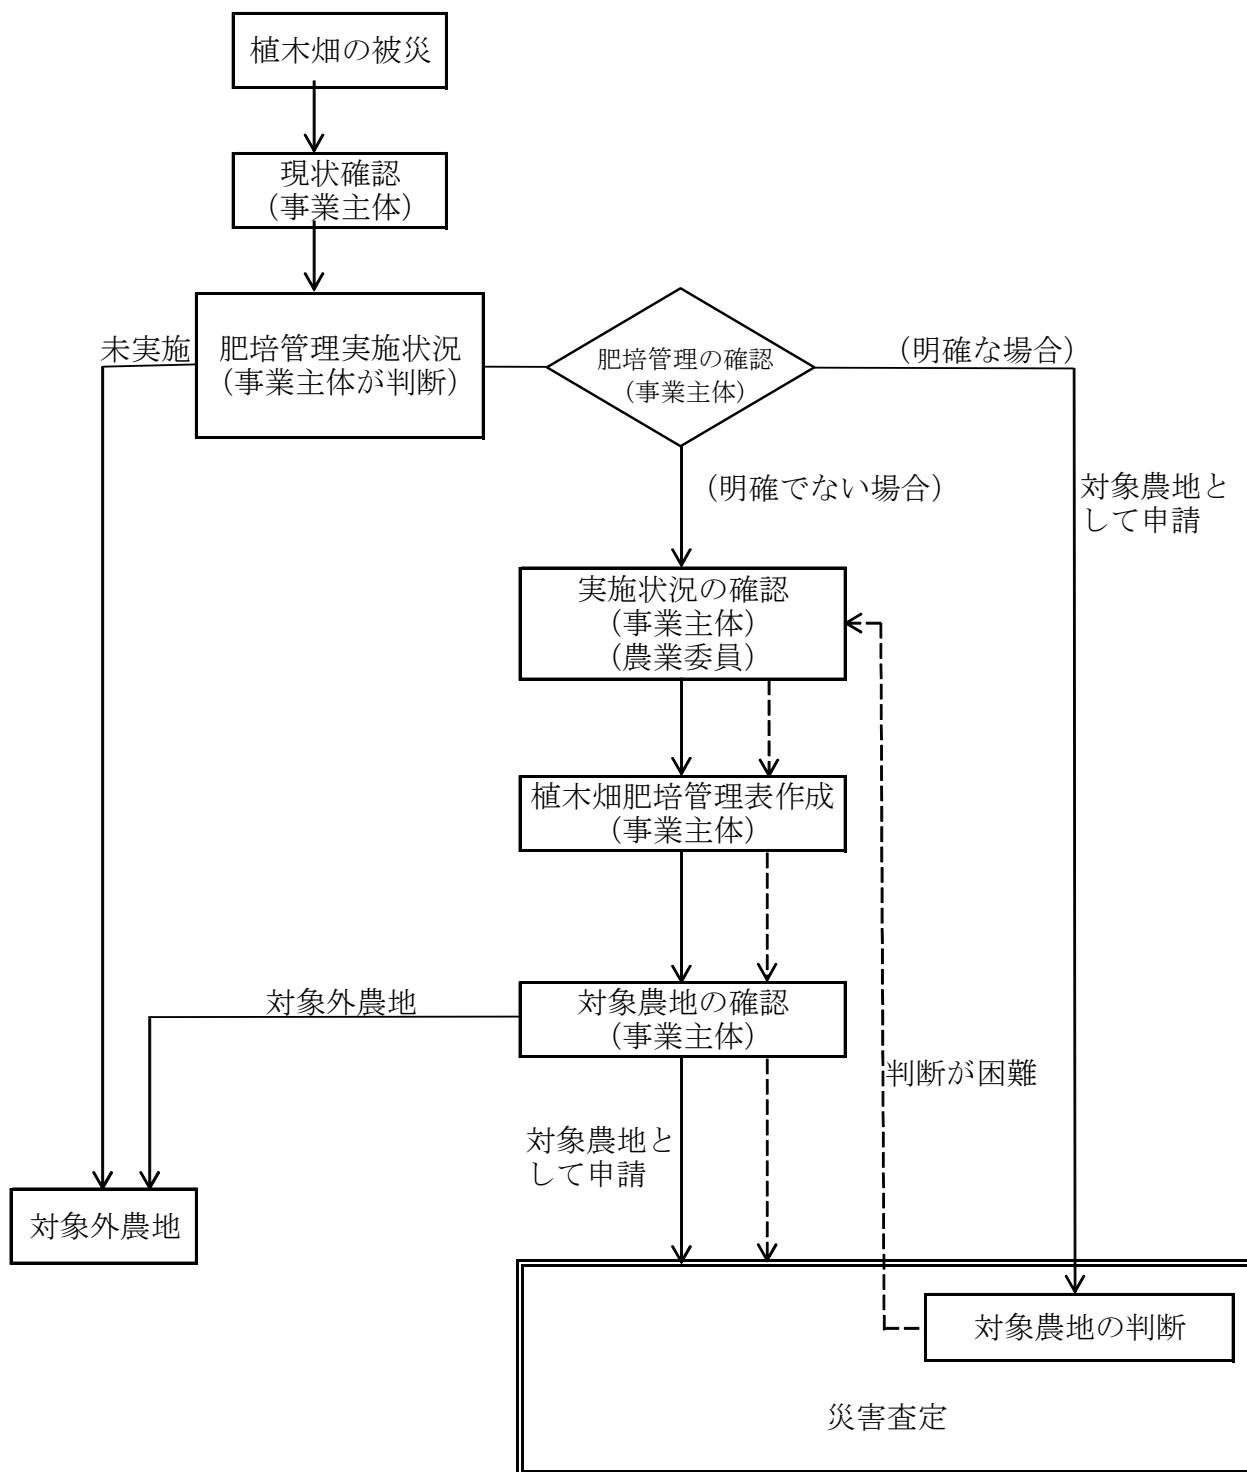 植木畑の被災
現状確認
（事業主体）
未実施
肥培管理実施状況
（事業主体が判断）
肥培管理の確認
（事業主体）
（明確な場合）
（明確でない場合）
対象農地と
して申請
実施状況の確認
（事業主体）
（農業委員）
植木畑肥培管理表作成
（事業主体）
対象外農地
対象農地の確認
（事業主体）
判断が困難
対象農地と
して申請
対象外農地
対象農地の判断
災害査定